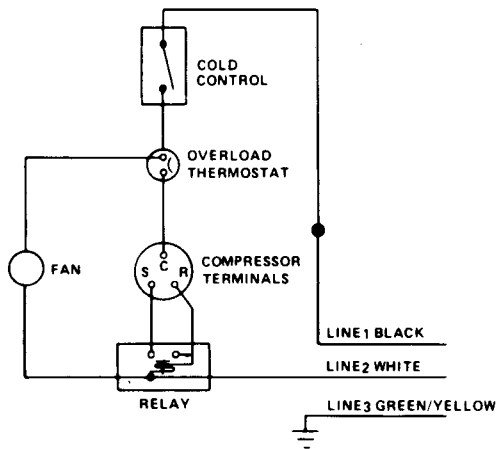 COLD
CONTROL
OVERLOAD
THERMOSTAT
FAN
S C R
COMPRESSOR
TERMINALS
LINE1 BLACK
LINE2 WHITE
RELAY
LINE3 GREEN/YELLOW